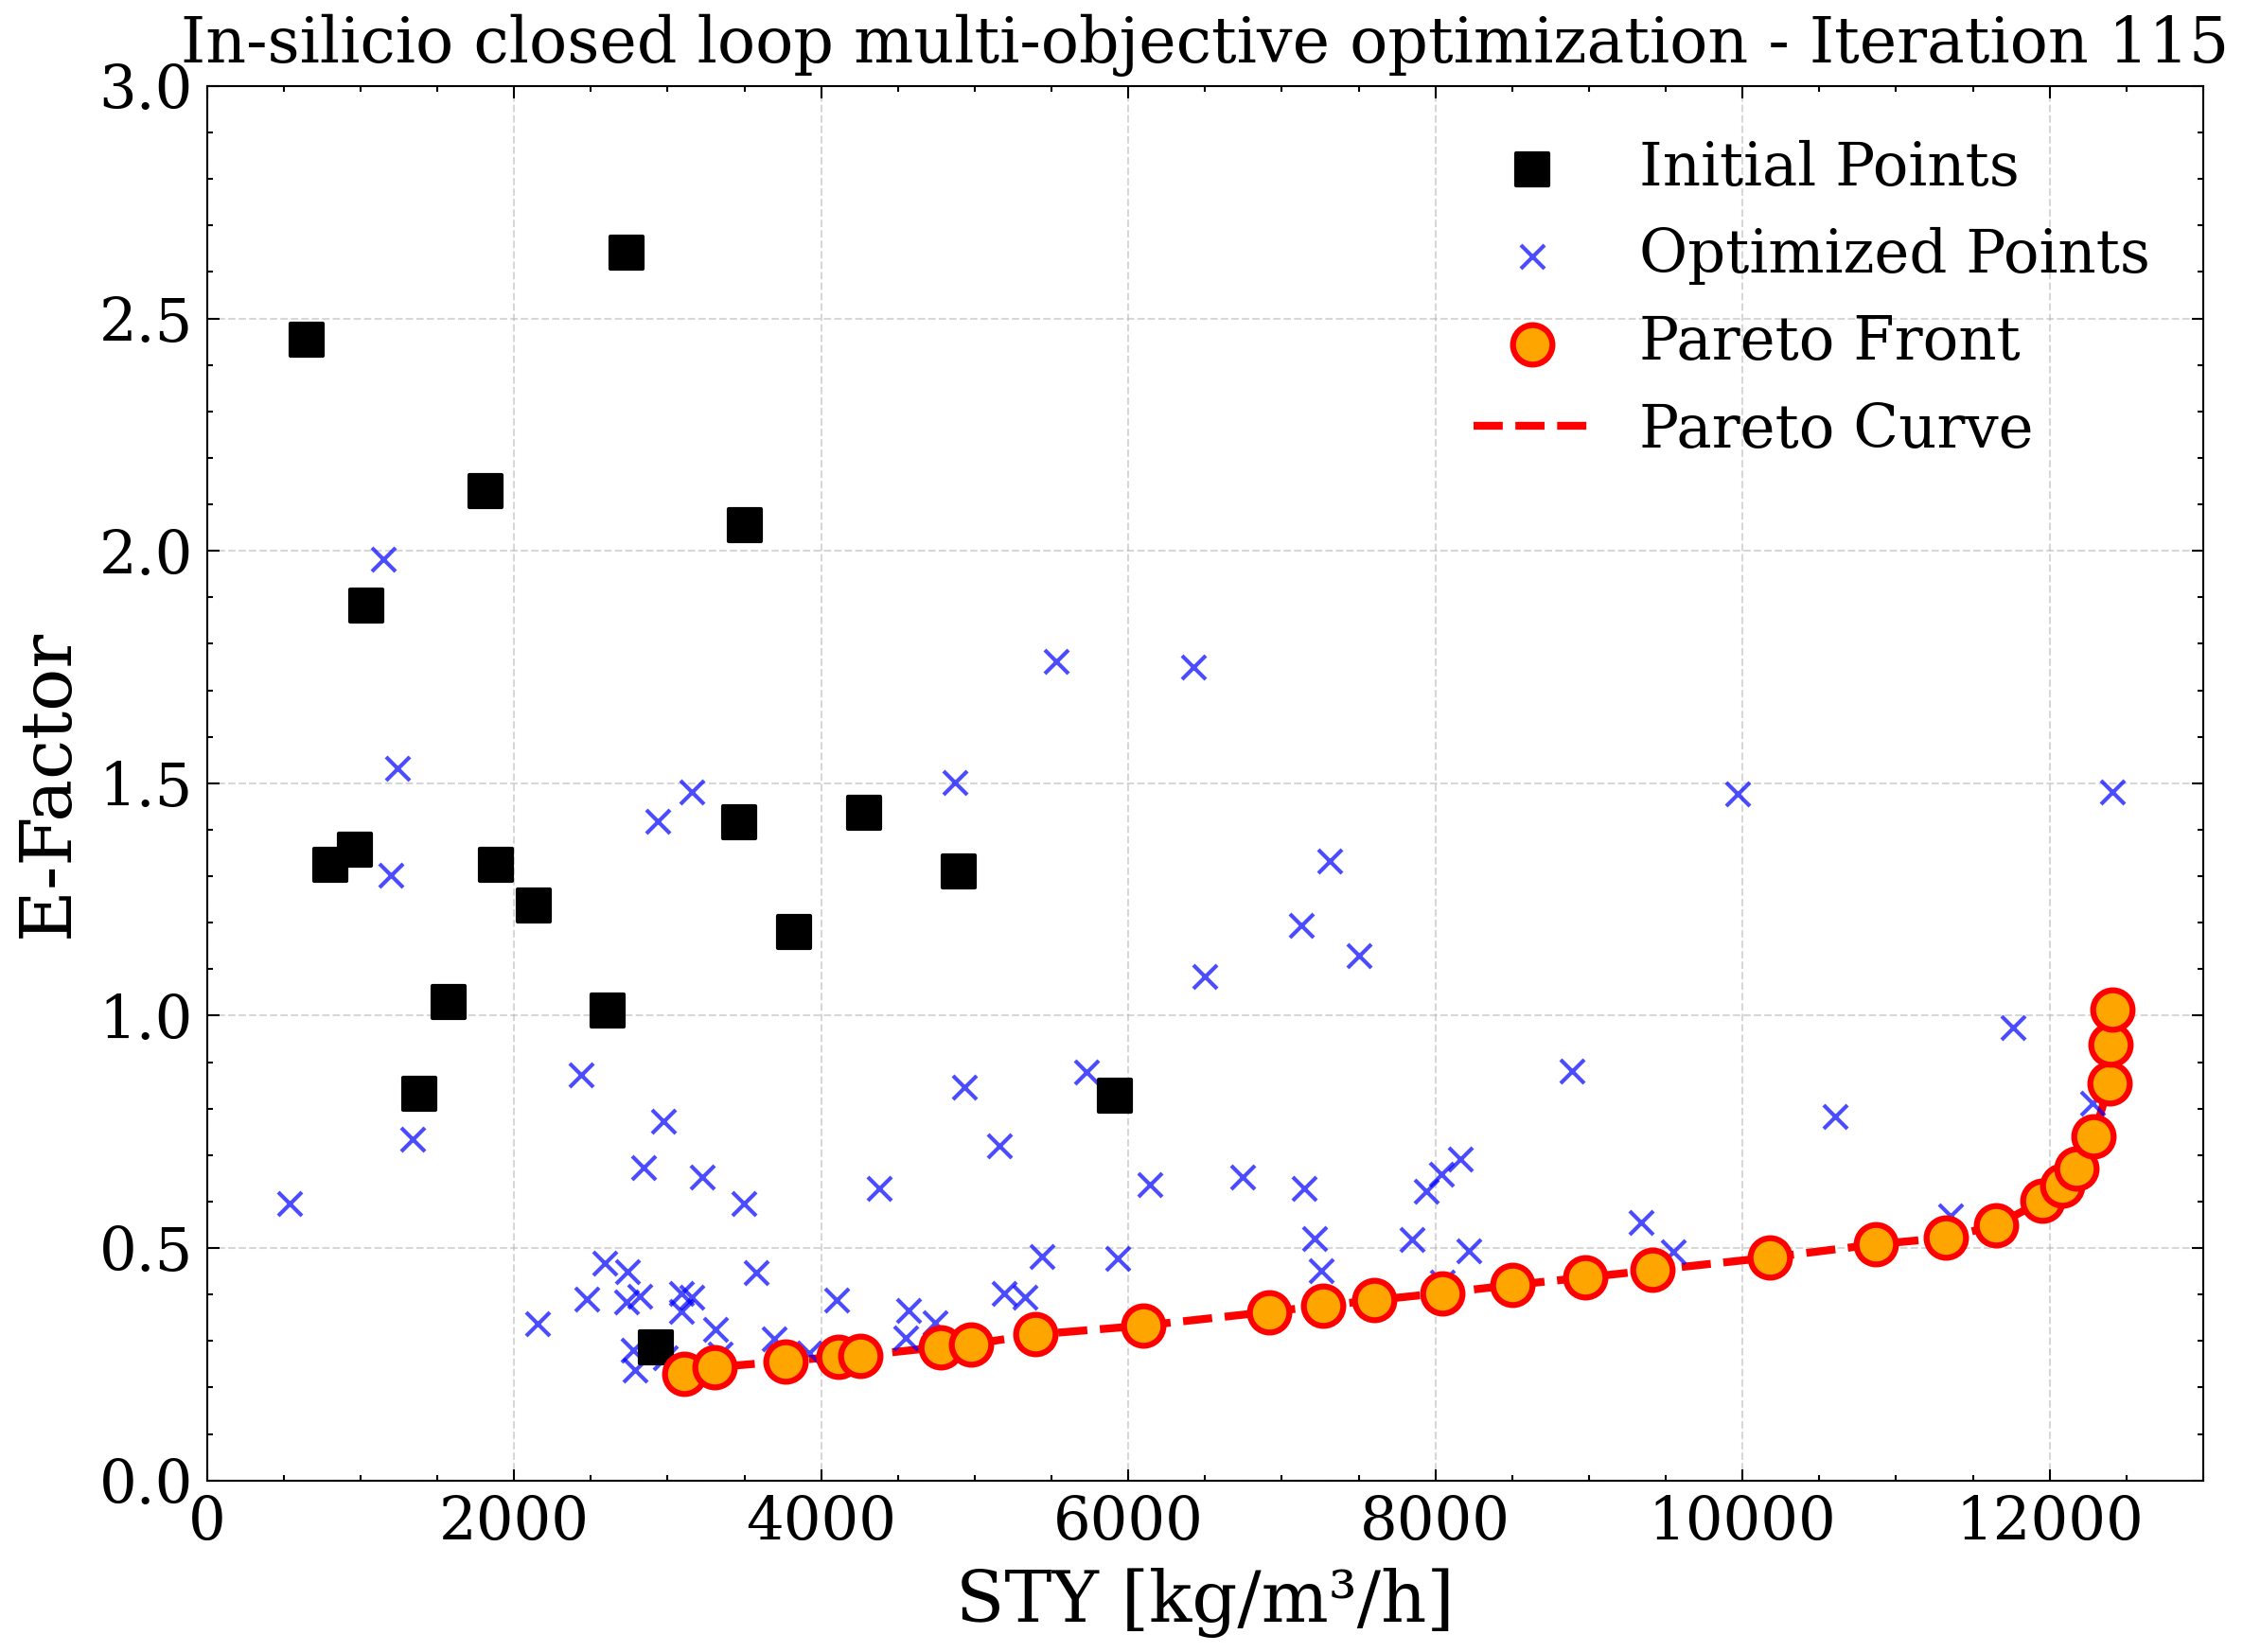 In-silicio closed loop multi-objective optimization - Iteration 115
3.0
2.5
2.0
1.5
1.0
0.5
0.0
E-Factor
Initial Points
Optimized Points
Pareto Front
Pareto Curve
0 2000 4000 6000 8000 10000 12000
STY [kg/m³/h]